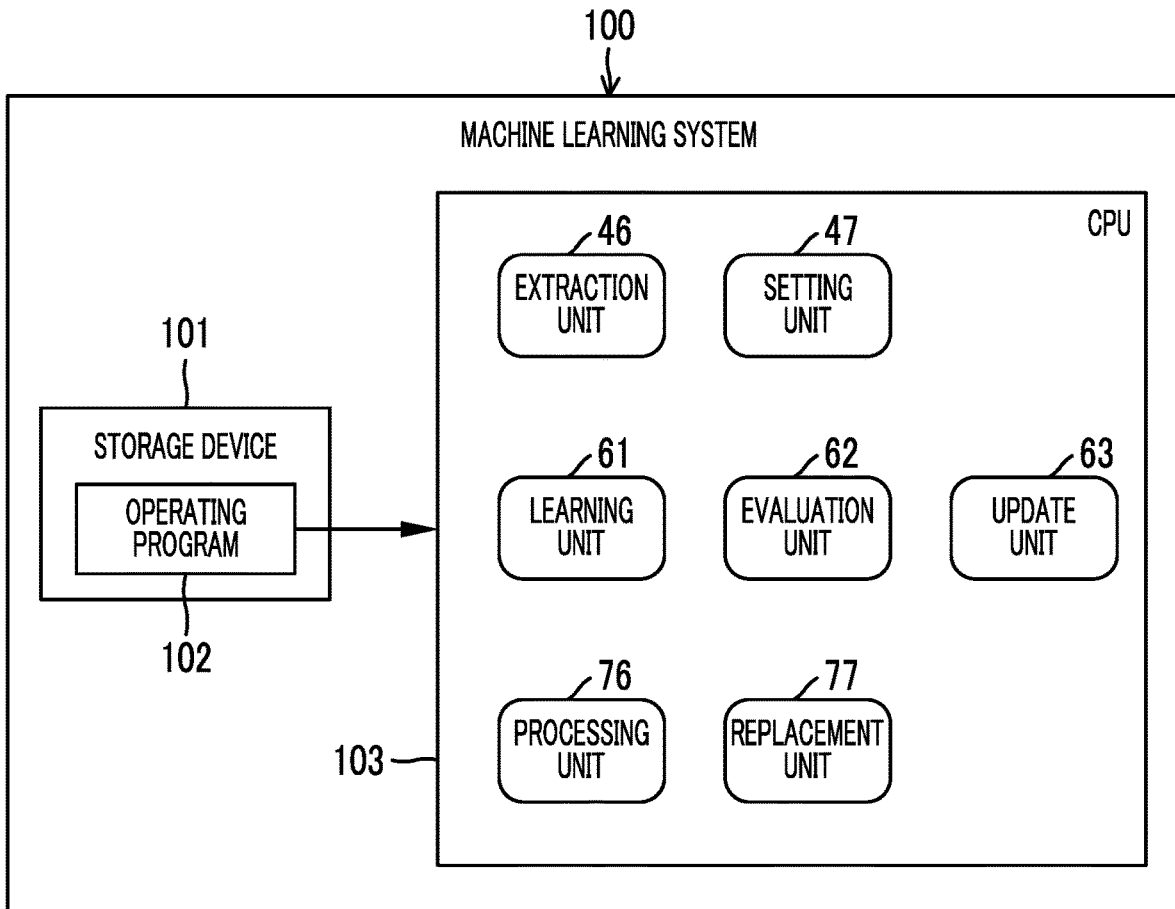 100
MACHINE LEARNING SYSTEM
CPU
46
EXTRACTION
UNIT
47
SETTING
UNIT
101
STORAGE DEVICE
OPERATING
PROGRAM
102
61
LEARNING
UNIT
62
EVALUATION
UNIT
63
UPDATE
UNIT
76
PROCESSING
UNIT
77
REPLACEMENT
UNIT
103